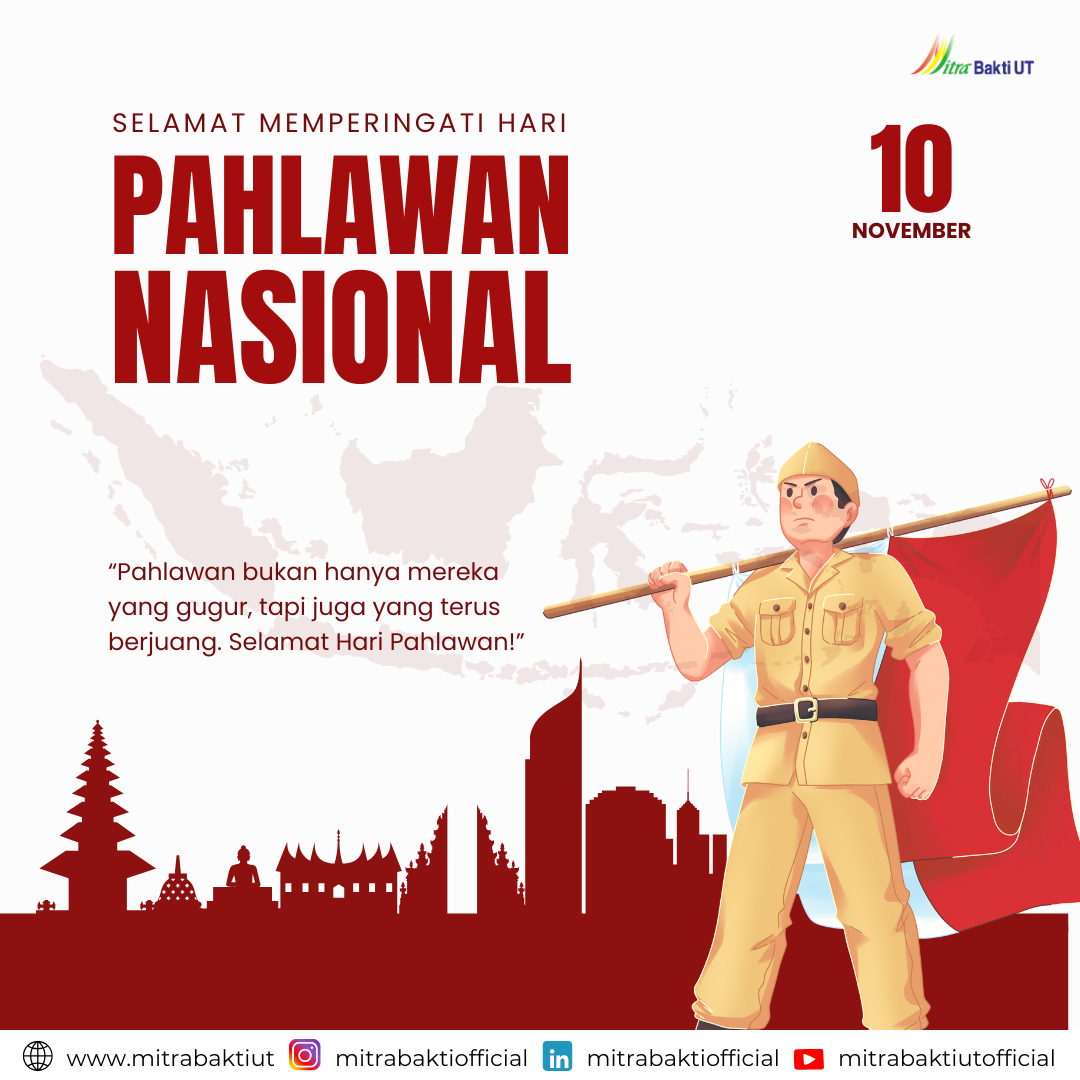 Mitra Bakti UT
SELAMAT MEMPERINGATI HARI
PAHLAWAN
NASIONAL
10
NOVEMBER
“Pahlawan bukan hanya mereka
yang gugur, tapi juga yang terus
berjuang. Selamat Hari Pahlawan!”
www.mitrabaktiut mitrabaktiofficial mitrabaktiofficial mitrabaktiutofficial